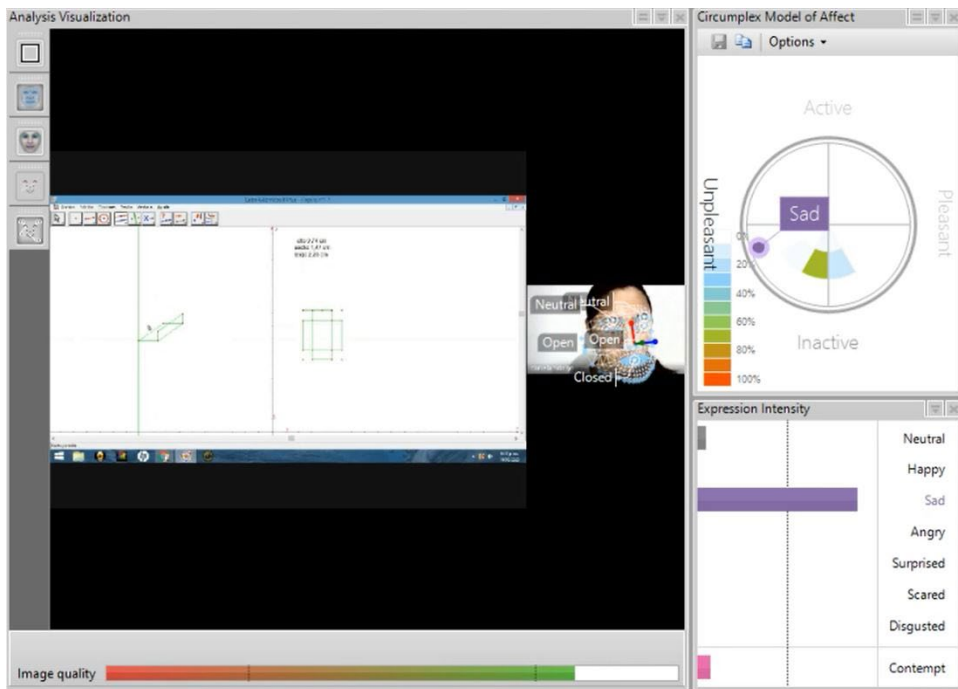 Analysis Visualization
Neutral
Neutral
Open
Open
Closed
Image quality
Circumplex Model of Affect
Options
Active
Unpleasant
Pleasant
Sad
0%
20%
40%
60%
80%
100%
Inactive
Expression Intensity
Neutral
Happy
Sad
Angry
Surprised
Scared
Disgusted
Contempt